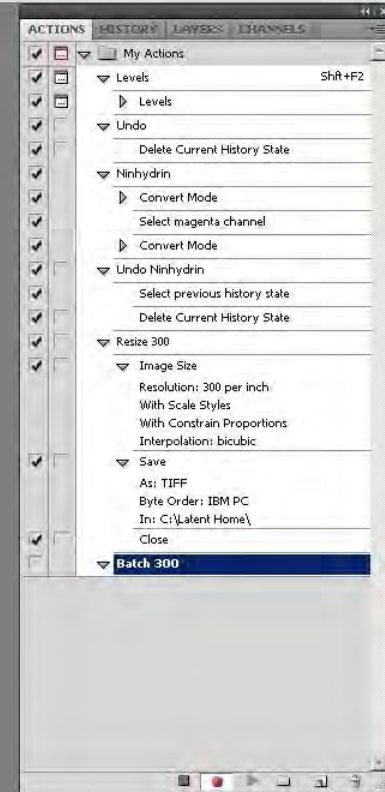 ACTIONS HISTORY LAYERS CHANNELS
My Actions
Levels Shft+F2
Levels
Undo
Delete Current History State
Ninhydrin
Convert Mode
Select magenta channel
Convert Mode
Undo Ninhydrin
Select previous history state
Delete Current History State
Resize 300
Image Size
Resolution: 300 per inch
With Scale Styles
With Constrain Proportions
Interpolation: bicubic
Save
As: TIFF
Byte Order: IBM PC
In: C:\Latent Home\
Close
Batch 300